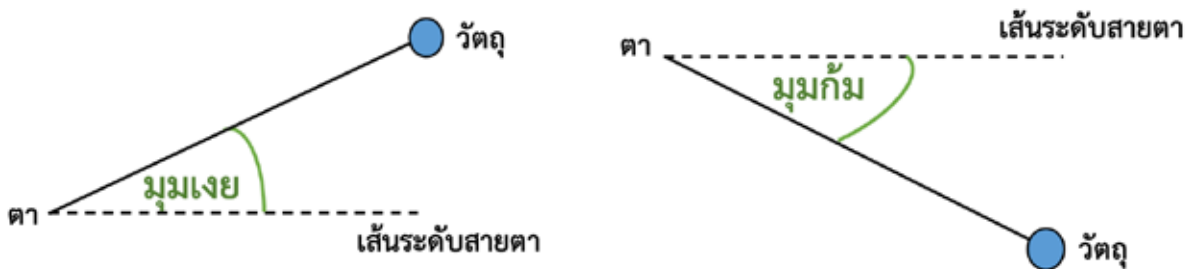 วัตถุ
มุมเงย
ตา
เส้นระดับสายตา
เส้นระดับสายตา
ตา
มุมก้ม
วัตถุ